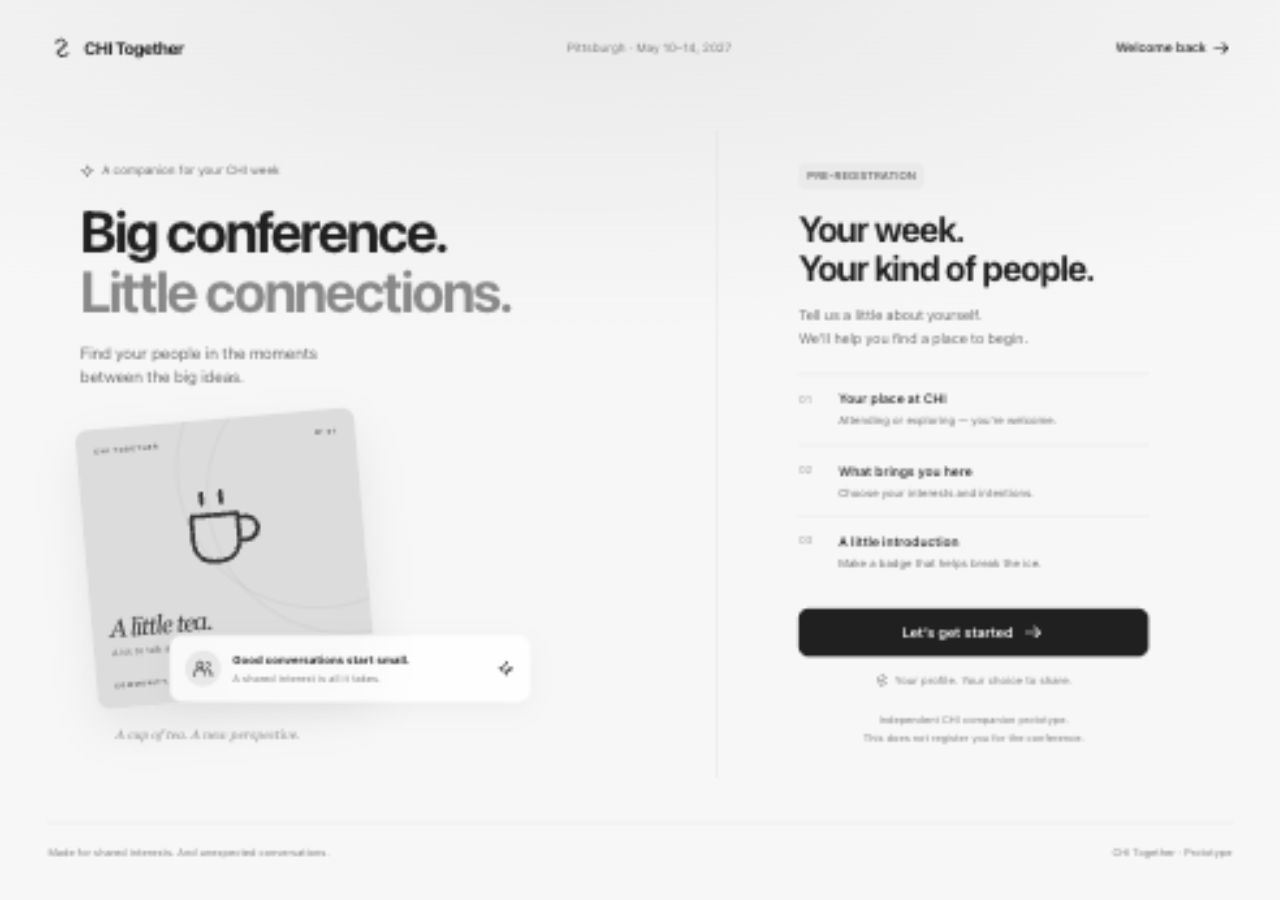 CHI Together
Pittsburgh · May 10–14, 2027
Welcome back →
A companion for your CHI week
Big conference.
Little connections.
Find your people in the moments
between the big ideas.
CHI TOGETHER
A little tea.
Good conversations start small.
A shared interest is all it takes.
A cup of tea. A new perspective.
PRE-REGISTRATION
Your week.
Your kind of people.
Tell us a little about yourself.
We'll help you find a place to begin.
01
Your place at CHI
Attending or exploring — you're welcome.
02
What brings you here
Choose your interests and intentions.
03
A little introduction
Make a badge that helps break the ice.
Let's get started →
Your profile. Your choice to share.
Independent CHI companion prototype.
This does not register you for the conference.
Made for shared interests. And unexpected conversations.
CHI Together · Prototype